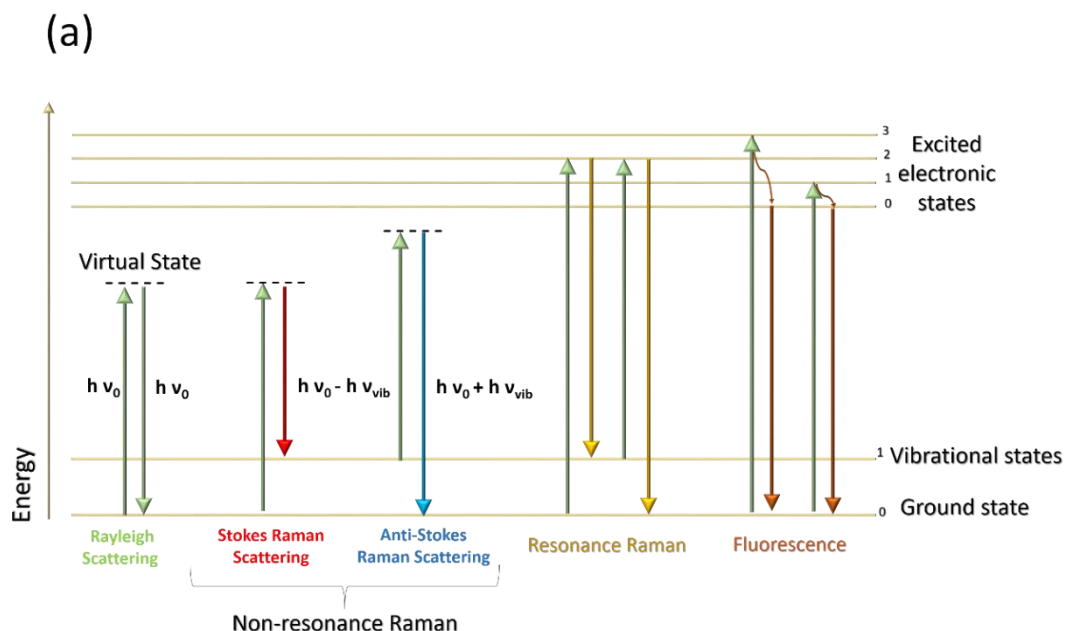 (a)
3
2
1
0
Excited
electronic
states
Virtual State
h ν₀
h ν₀
h ν₀ - h νᵥᵢb
h ν₀ + h νᵥᵢb
Energy
1
Vibrational states
0
Ground state
Rayleigh
Scattering
Stokes Raman
Scattering
Anti-Stokes
Raman Scattering
Resonance Raman
Fluorescence
Non-resonance Raman